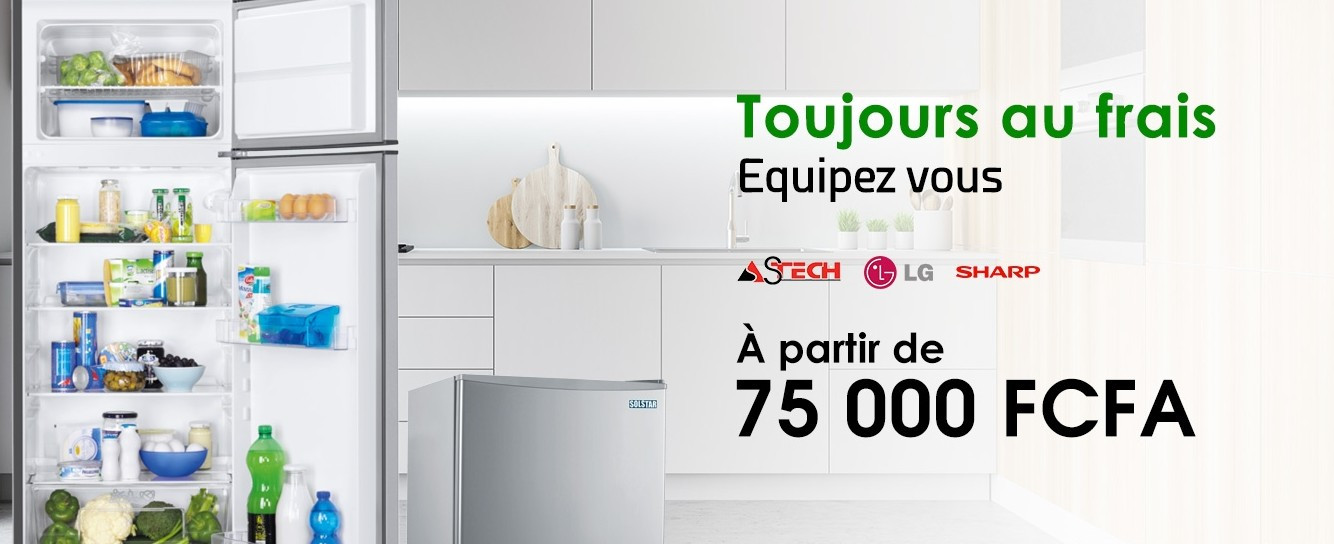 Toujours au frais
Equipez vous
ASTECH LG SHARP
À partir de
75 000 FCFA
SOLSTAR